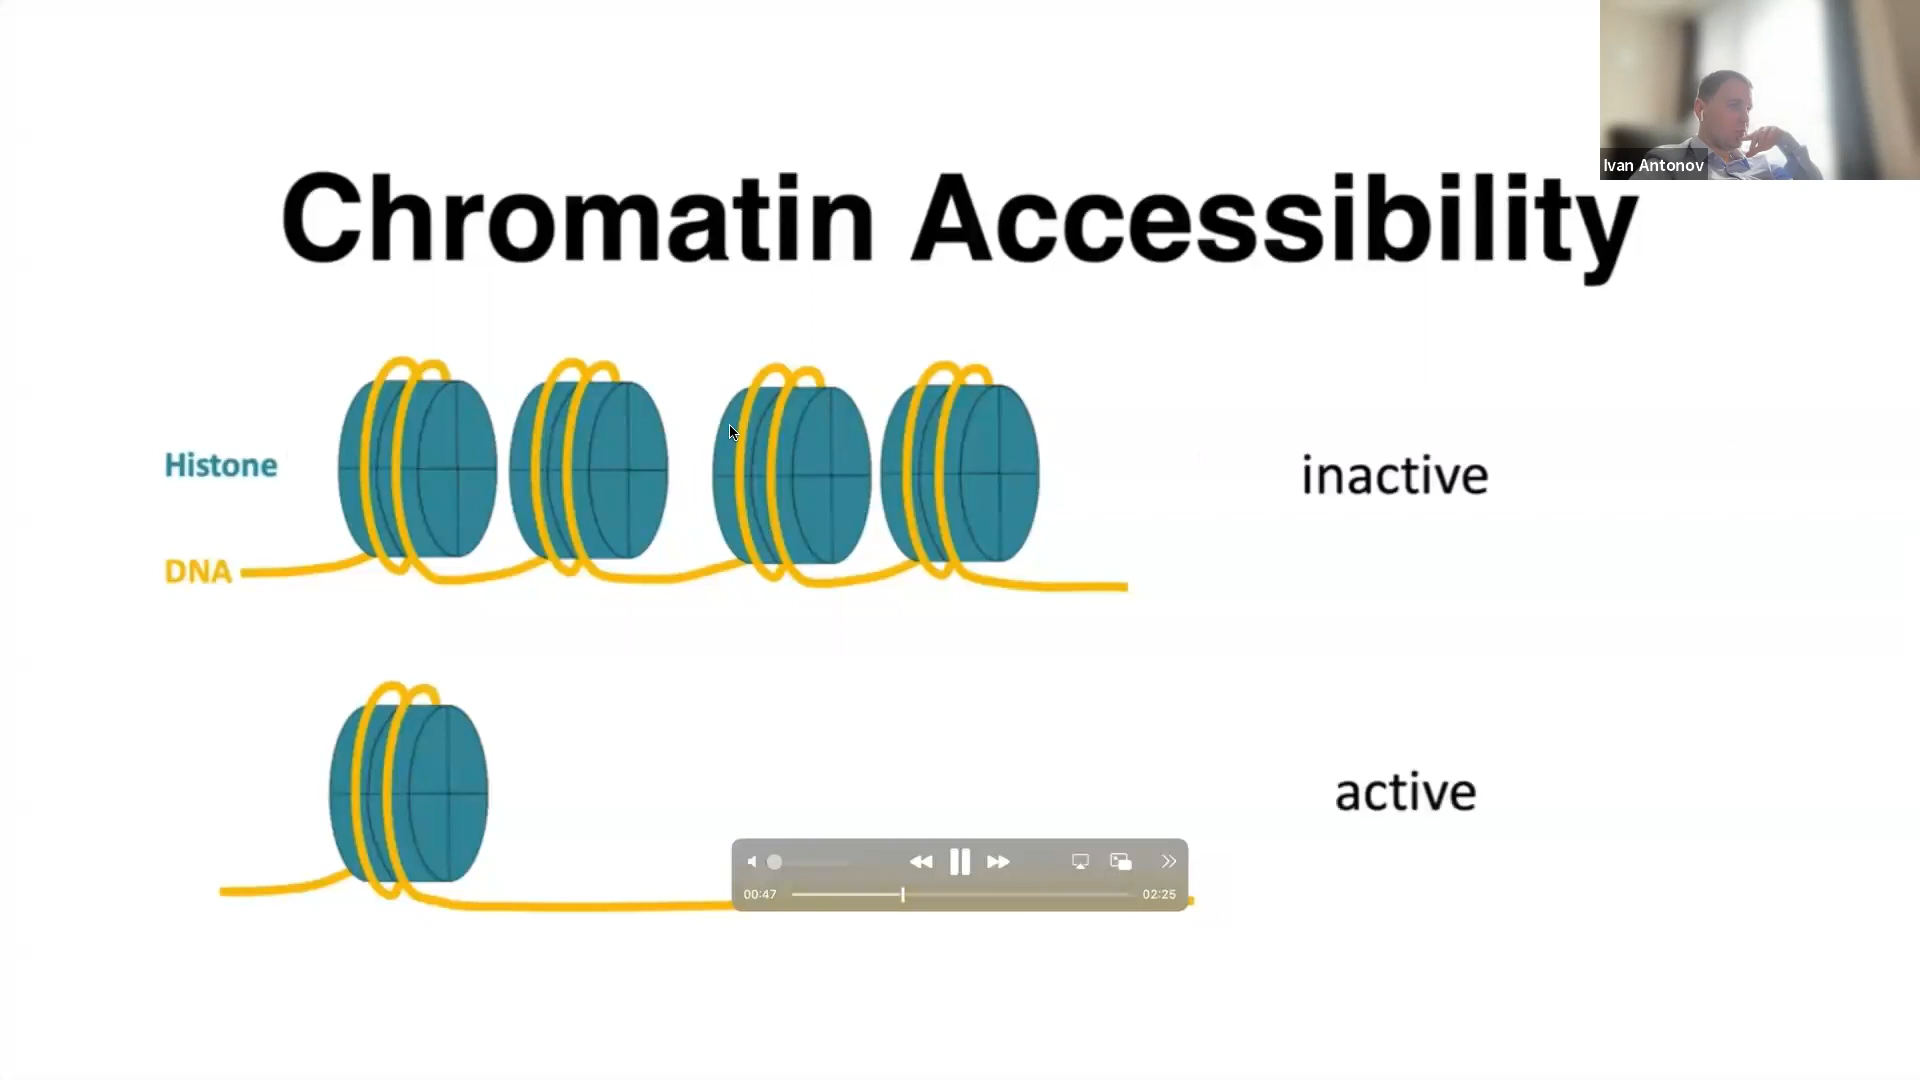 Ivan Antonov
Chromatin Accessibility
Histone
inactive
DNA
active
00:47
02:25